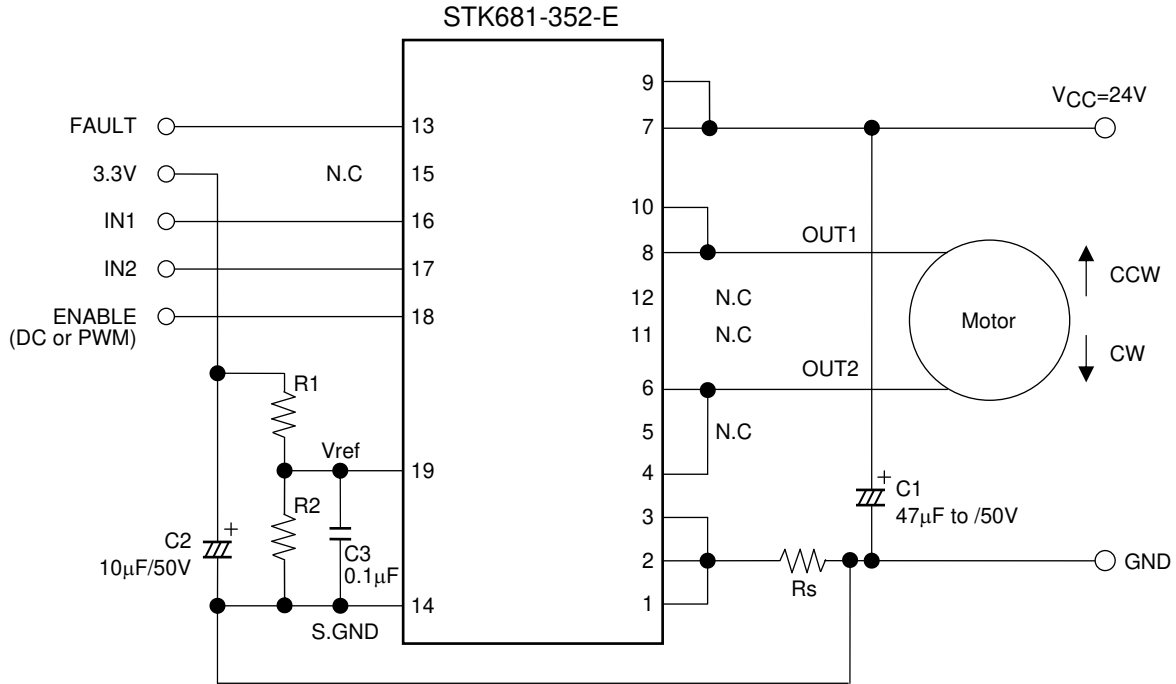 STK681-352-E
FAULT
3.3V
IN1
IN2
ENABLE
(DC or PWM)
N.C
13
15
16
17
18
19
14
R1
Vref
R2
C2
10μF/50V
+
C3
0.1μF
S.GND
9
7
10
8
12
11
6
5
4
3
2
1
VCC=24V
OUT1
N.C
N.C
OUT2
N.C
Motor
CCW
CW
+
C1
47μF to /50V
Rs
GND